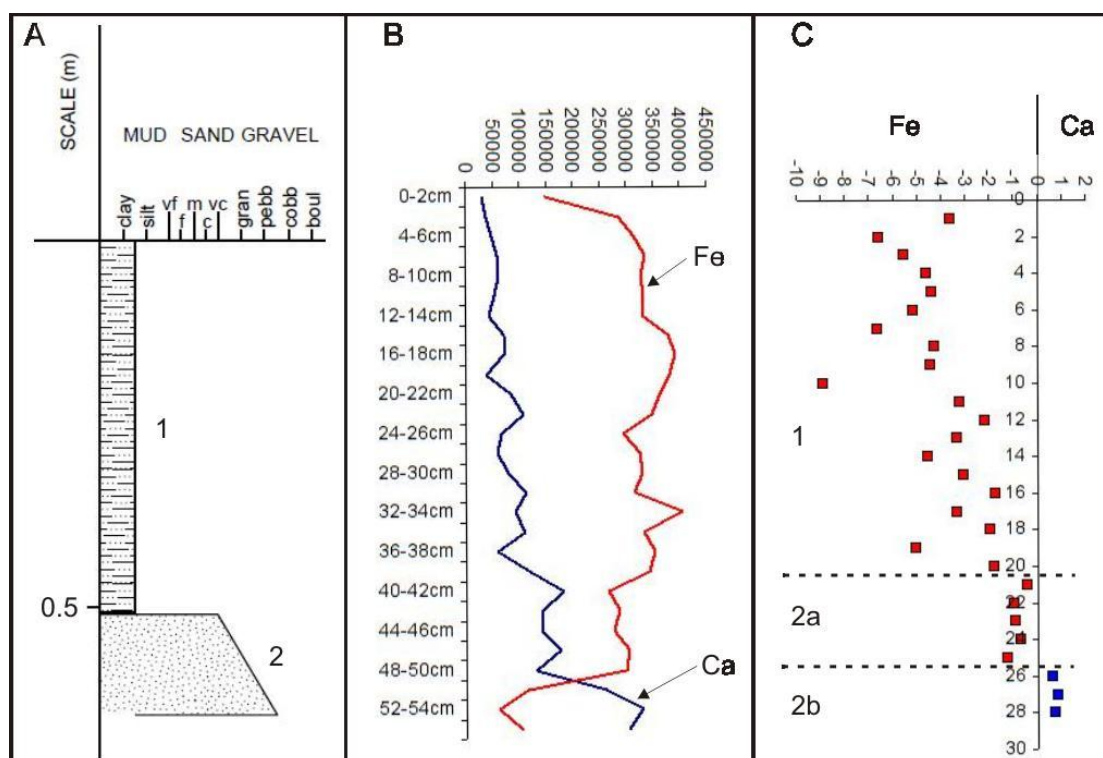 A
SCALE (m)
MUD SAND GRAVEL
clay
silt
vf
f
m
c
vc
gran
pebb
cobb
boul
1
0.5
2
B
0
50000
100000
150000
200000
250000
300000
350000
400000
450000
0-2cm
4-6cm
8-10cm
12-14cm
16-18cm
20-22cm
24-26cm
28-30cm
32-34cm
36-38cm
40-42cm
44-46cm
48-50cm
52-54cm
Fe
Ca
C
Fe
Ca
-10
-9
-8
-7
-6
-5
-4
-3
-2
-1
0
1
2
0
2
4
6
8
10
12
14
16
18
20
22
24
26
28
30
1
2a
2b